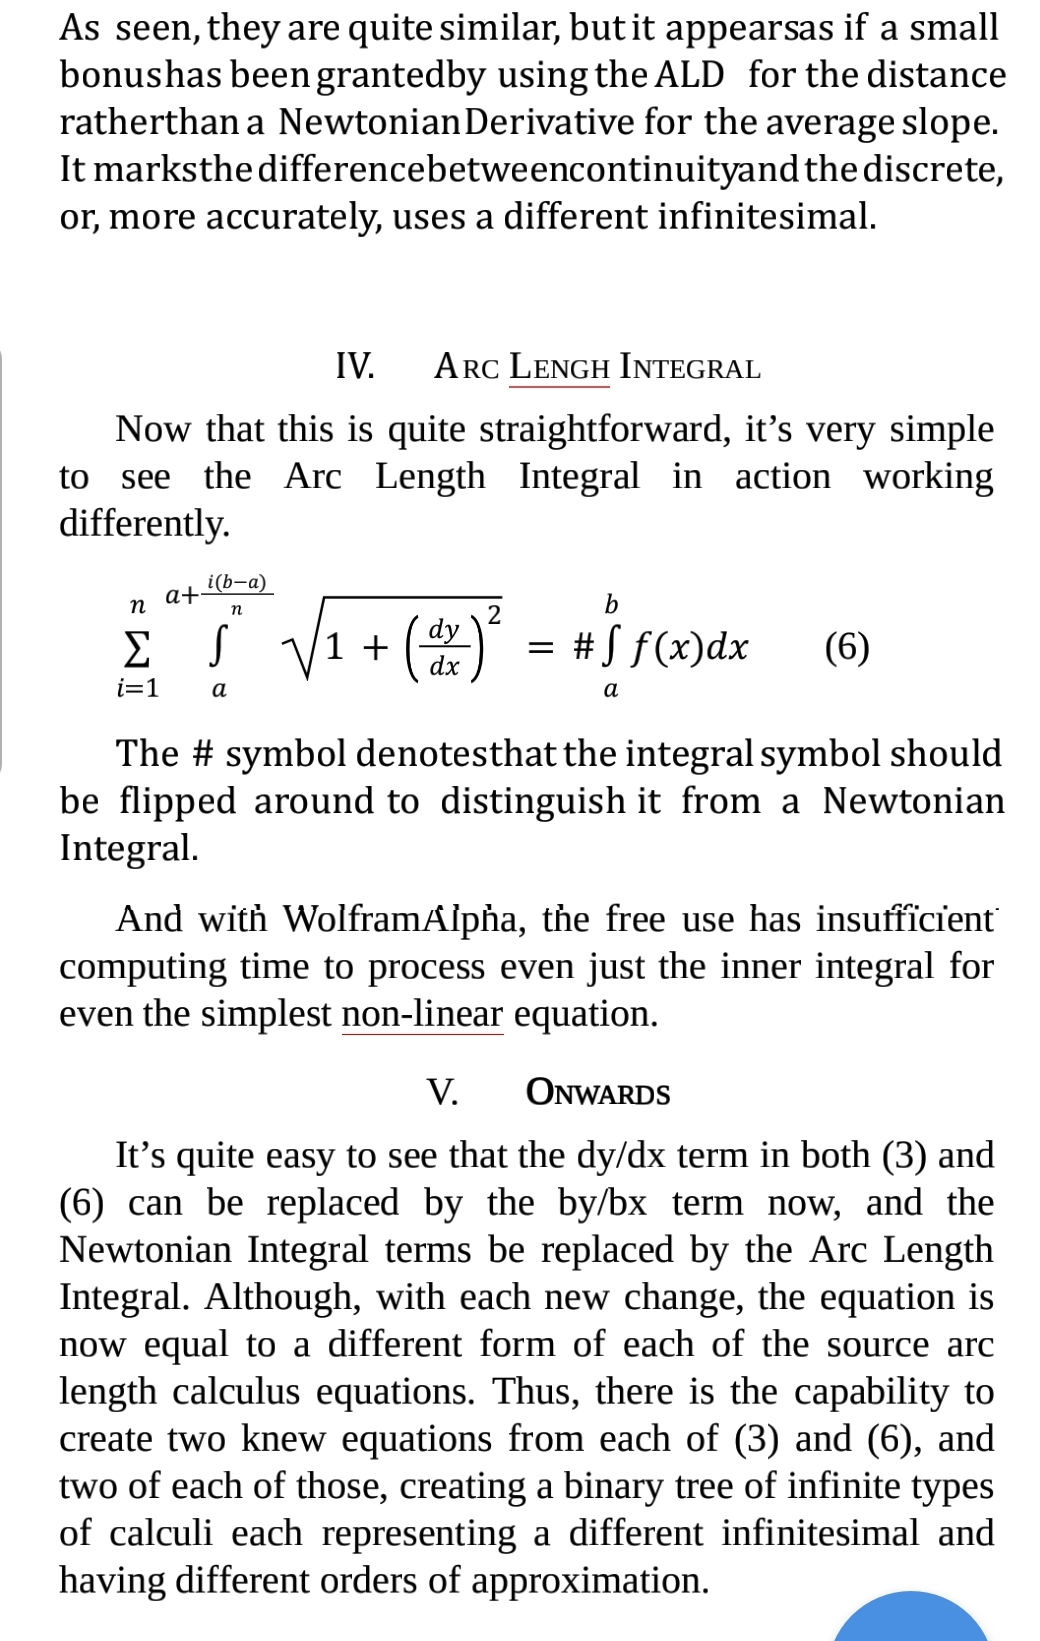 As seen, they are quite similar, but it appearsas if a small
bonushas been grantedby using the ALD for the distance
ratherthan a Newtonian Derivative for the average slope.
It marksthe differencebetweencontinuityand the discrete,
or, more accurately, uses a different infinitesimal.
IV. ARC LENGH INTEGRAL
Now that this is quite straightforward, it’s very simple
to see the Arc Length Integral in action working
differently.
n a+i(b−a)/n
∑ ∫ √1 + (dy/dx)^2 = #∫ f(x)dx (6)
i=1 a b a
The # symbol denotesthat the integral symbol should
be flipped around to distinguish it from a Newtonian
Integral.
And with WolframAlpha, the free use has insufficient
computing time to process even just the inner integral for
even the simplest non-linear equation.
V. ONWARDS
It’s quite easy to see that the dy/dx term in both (3) and
(6) can be replaced by the by/bx term now, and the
Newtonian Integral terms be replaced by the Arc Length
Integral. Although, with each new change, the equation is
now equal to a different form of each of the source arc
length calculus equations. Thus, there is the capability to
create two knew equations from each of (3) and (6), and
two of each of those, creating a binary tree of infinite types
of calculi each representing a different infinitesimal and
having different orders of approximation.